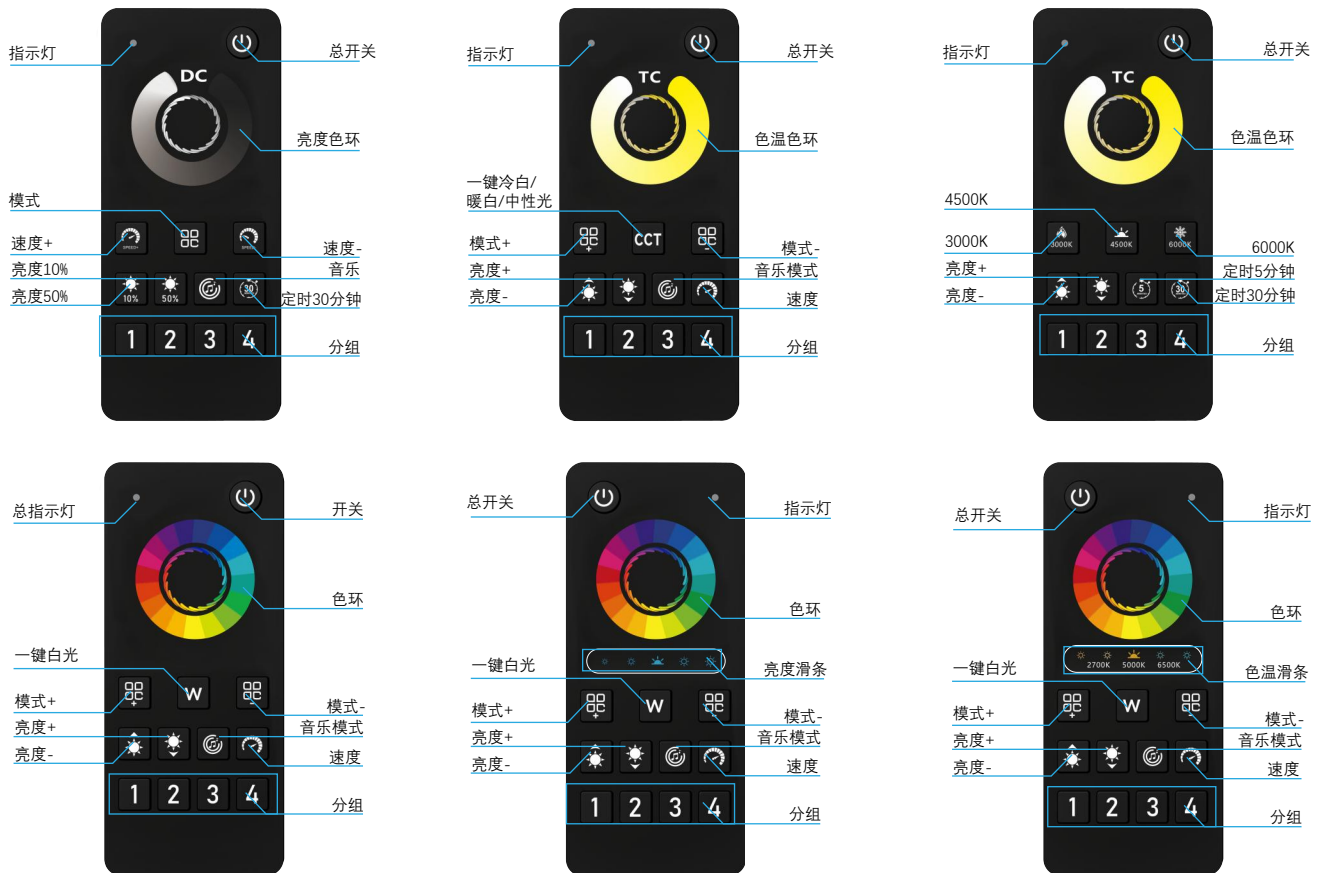 指示灯
总开关
DC
亮度色环
模式
速度+
SPEED+
SPEED-
速度-
亮度10%
音乐
亮度50%
10%
50%
30
定时30分钟
1 2 3 4
分组
指示灯
总开关
TC
色温色环
一键冷白/
暖白/中性光
CCT
模式+
模式-
亮度+
音乐模式
亮度-
速度
1 2 3 4
分组
指示灯
总开关
TC
色温色环
4500K
3000K
3000K
4500K
6000K
6000K
亮度+
定时5分钟
亮度-
5
30
定时30分钟
1 2 3 4
分组
总指示灯
开关
色环
一键白光
W
模式+
模式-
亮度+
音乐模式
亮度-
速度
1 2 3 4
分组
总开关
指示灯
色环
亮度滑条
一键白光
W
模式+
模式-
亮度+
音乐模式
亮度-
速度
1 2 3 4
分组
总开关
指示灯
色环
2700K 5000K 6500K
色温滑条
一键白光
W
模式+
模式-
亮度+
音乐模式
亮度-
速度
1 2 3 4
分组